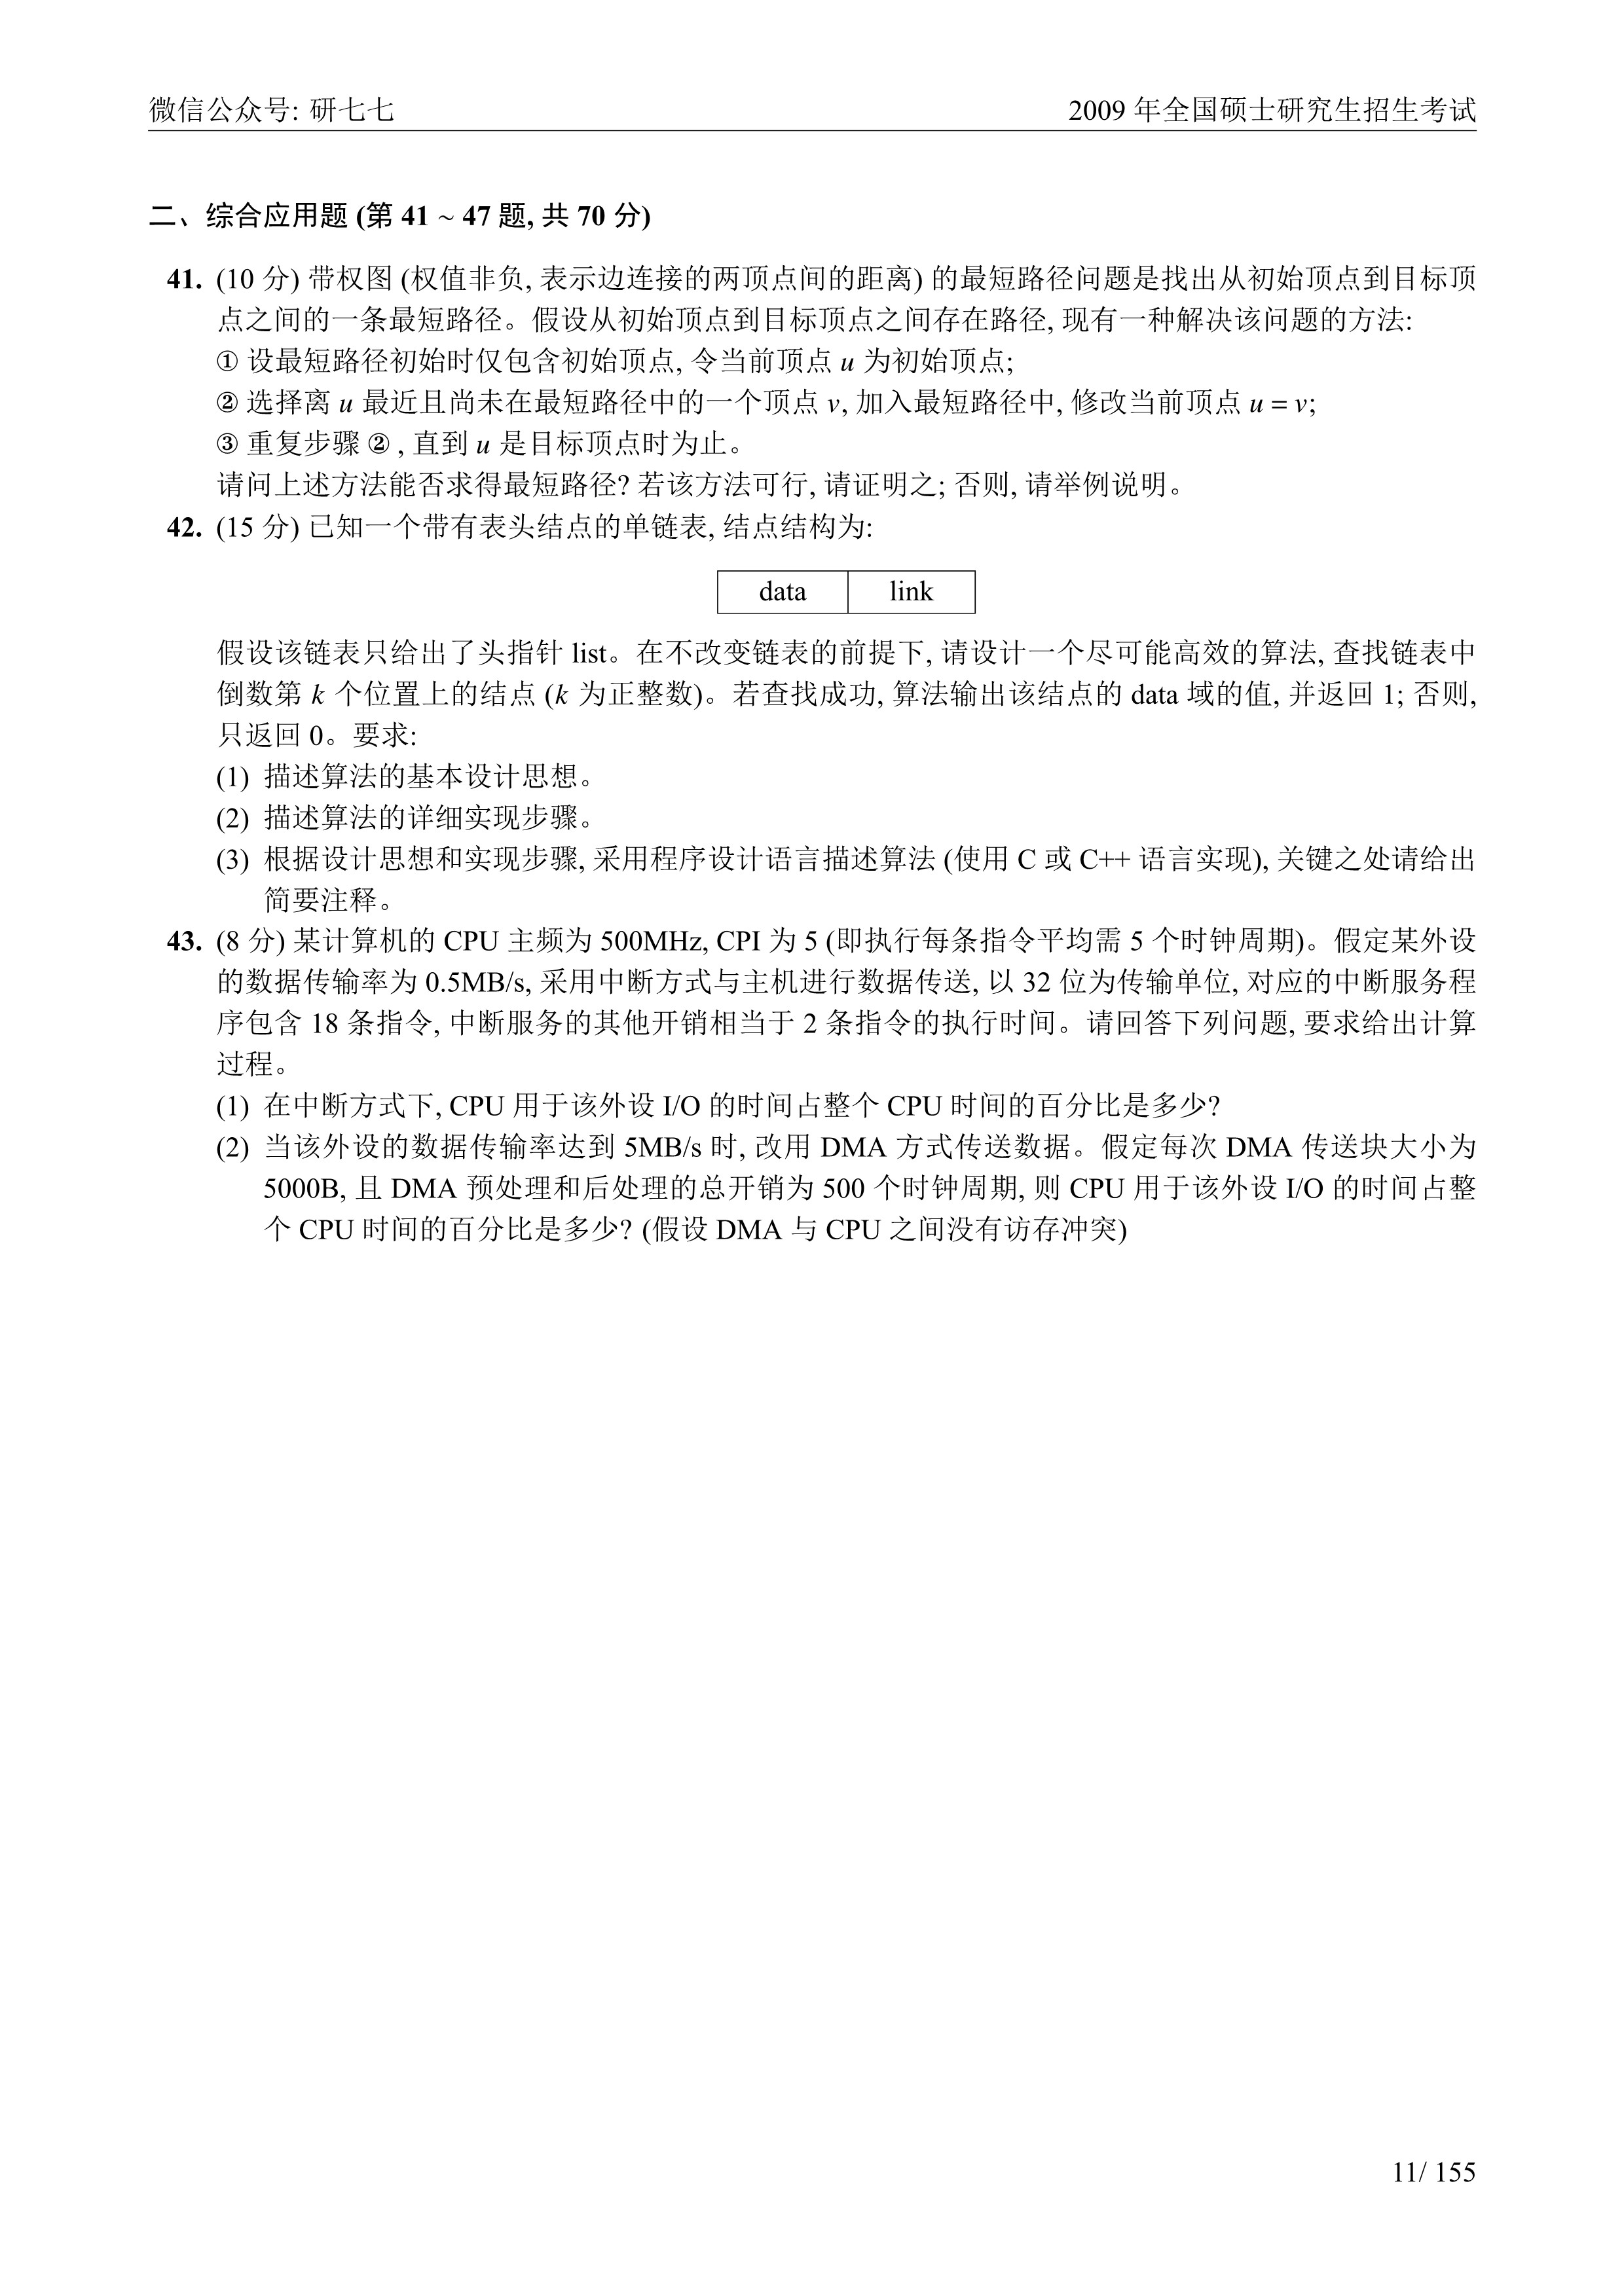 微信公众号: 研七七
2009 年全国硕士研究生招生考试
二、综合应用题 (第 41 ~ 47 题, 共 70 分)
41. (10 分) 带权图 (权值非负, 表示边连接的两顶点间的距离) 的最短路径问题是找出从初始顶点到目标顶
点之间的一条最短路径。假设从初始顶点到目标顶点之间存在路径, 现有一种解决该问题的方法:
① 设最短路径初始时仅包含初始顶点, 令当前顶点 u 为初始顶点;
② 选择离 u 最近且尚未在最短路径中的一个顶点 v, 加入最短路径中, 修改当前顶点 u = v;
③ 重复步骤 ② , 直到 u 是目标顶点时为止。
请问上述方法能否求得最短路径? 若该方法可行, 请证明之; 否则, 请举例说明。
42. (15 分) 已知一个带有表头结点的单链表, 结点结构为:
data link
假设该链表只给出了头指针 list。在不改变链表的前提下, 请设计一个尽可能高效的算法, 查找链表中
倒数第 k 个位置上的结点 (k 为正整数)。若查找成功, 算法输出该结点的 data 域的值, 并返回 1; 否则,
只返回 0。要求:
(1) 描述算法的基本设计思想。
(2) 描述算法的详细实现步骤。
(3) 根据设计思想和实现步骤, 采用程序设计语言描述算法 (使用 C 或 C++ 语言实现), 关键之处请给出
简要注释。
43. (8 分) 某计算机的 CPU 主频为 500MHz, CPI 为 5 (即执行每条指令平均需 5 个时钟周期)。假定某外设
的数据传输率为 0.5MB/s, 采用中断方式与主机进行数据传送, 以 32 位为传输单位, 对应的中断服务程
序包含 18 条指令, 中断服务的其他开销相当于 2 条指令的执行时间。请回答下列问题, 要求给出计算
过程。
(1) 在中断方式下, CPU 用于该外设 I/O 的时间占整个 CPU 时间的百分比是多少?
(2) 当该外设的数据传输率达到 5MB/s 时, 改用 DMA 方式传送数据。假定每次 DMA 传送块大小为
5000B, 且 DMA 预处理和后处理的总开销为 500 个时钟周期, 则 CPU 用于该外设 I/O 的时间占整
个 CPU 时间的百分比是多少? (假设 DMA 与 CPU 之间没有访存冲突)
11/ 155